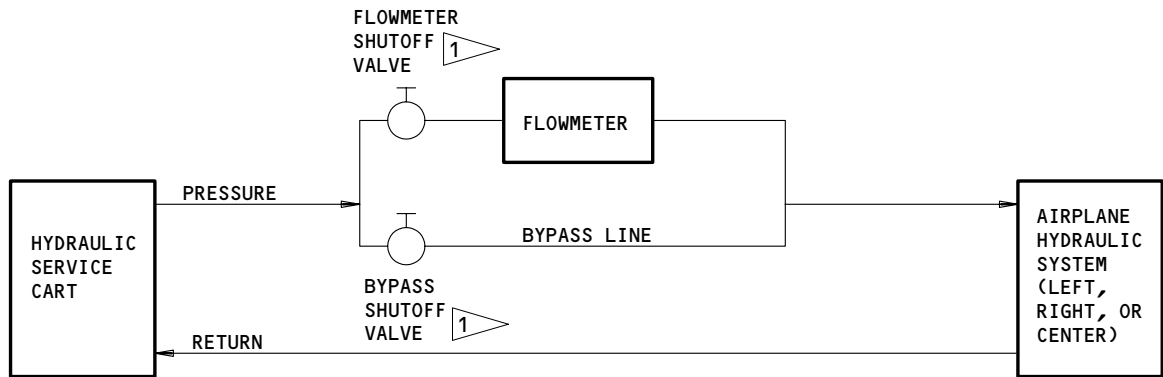 FLOWMETER
SHUTOFF
VALVE
1
FLOWMETER
PRESSURE
HYDRAULIC
SERVICE
CART
BYPASS LINE
BYPASS
SHUTOFF
VALVE
1
RETURN
AIRPLANE
HYDRAULIC
SYSTEM
(LEFT,
RIGHT, OR
CENTER)